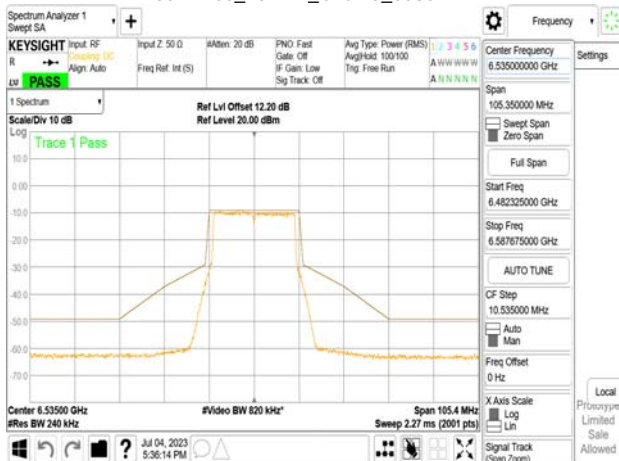 Spectrum Analyzer 1
Swept SA
+
Frequency
KEYSIGHT
R
LVI
PASS
Input: RF
Coupling: DC
Align: Auto
Input Z: 50 Ω
Freq Ref: Int (S)
#Atten: 20 dB
PNO: Fast
Gate: Off
IF Gain: Low
Sig Track: Off
Avg Type: Power (RMS)
Avg|Hold: 100/100
Trig: Free Run
1 2 3 4 5 6
A W W W W W
A N N N N N
Center Frequency
6.535000000 GHz
Settings
Span
105.350000 MHz
Swept Span
Zero Span
Full Span
Start Freq
6.482325000 GHz
Stop Freq
6.587675000 GHz
AUTO TUNE
CF Step
10.535000 MHz
Auto
Man
Freq Offset
0 Hz
X Axis Scale
Log
Lin
Signal Track
(Span Zoom)
Local
Prototype
Limited
Sale
Allowed
1 Spectrum
Scale/Div 10 dB
Ref Lvl Offset 12.20 dB
Ref Level 20.00 dBm
Log
Trace 1 Pass
10.0
0.00
-10.0
-20.0
-30.0
-40.0
-50.0
-60.0
-70.0
Center 6.53500 GHz
#Res BW 240 kHz
#Video BW 820 kHz*
Span 105.4 MHz
Sweep 2.27 ms (2001 pts)
?
Jul 04, 2023
5:36:14 PM